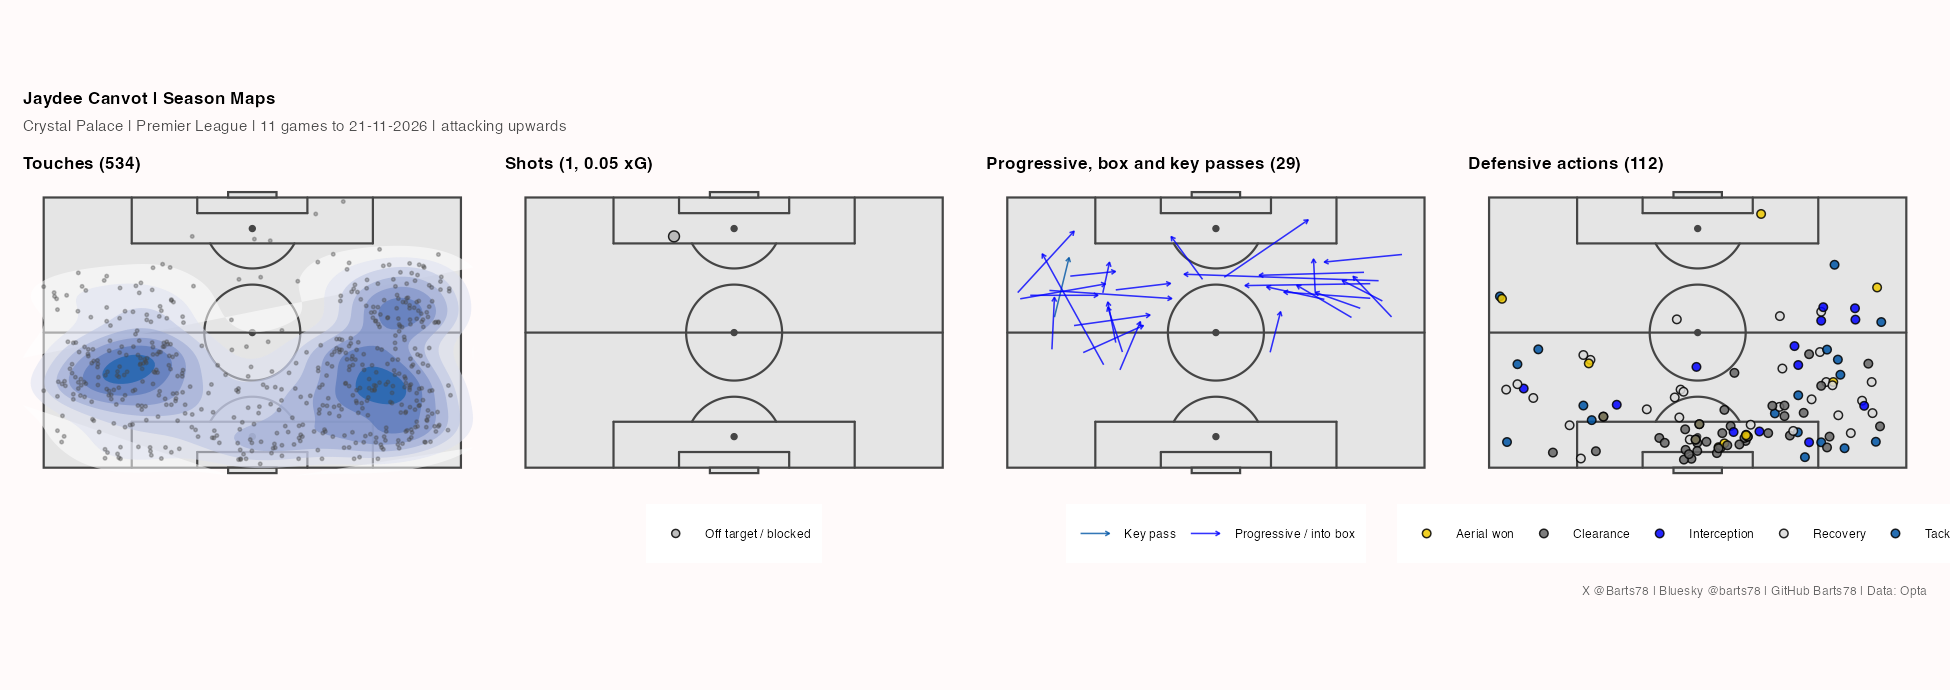 Jaydee Canvot | Season Maps
Crystal Palace | Premier League | 11 games to 21-11-2026 | attacking upwards
Touches (534)
Shots (1, 0.05 xG)
Progressive, box and key passes (29)
Defensive actions (112)
Off target / blocked
Key pass
Progressive / into box
Aerial won
Clearance
Interception
Recovery
Tack
X @Barts78 | Bluesky @barts78 | GitHub Barts78 | Data: Opta